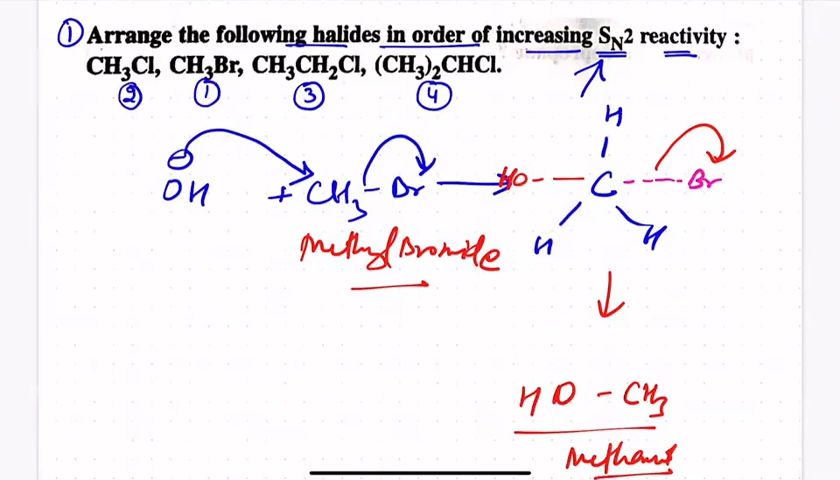 ① Arrange the following halides in order of increasing SN2 reactivity :
CH3Cl, CH3Br, CH3CH2Cl, (CH3)2CHCl.
② ① ③ ④
H
⊖
OH + CH3 - Br → HO --- C --- Br
H H
Methyl Bromide
HO - CH3
Methanol